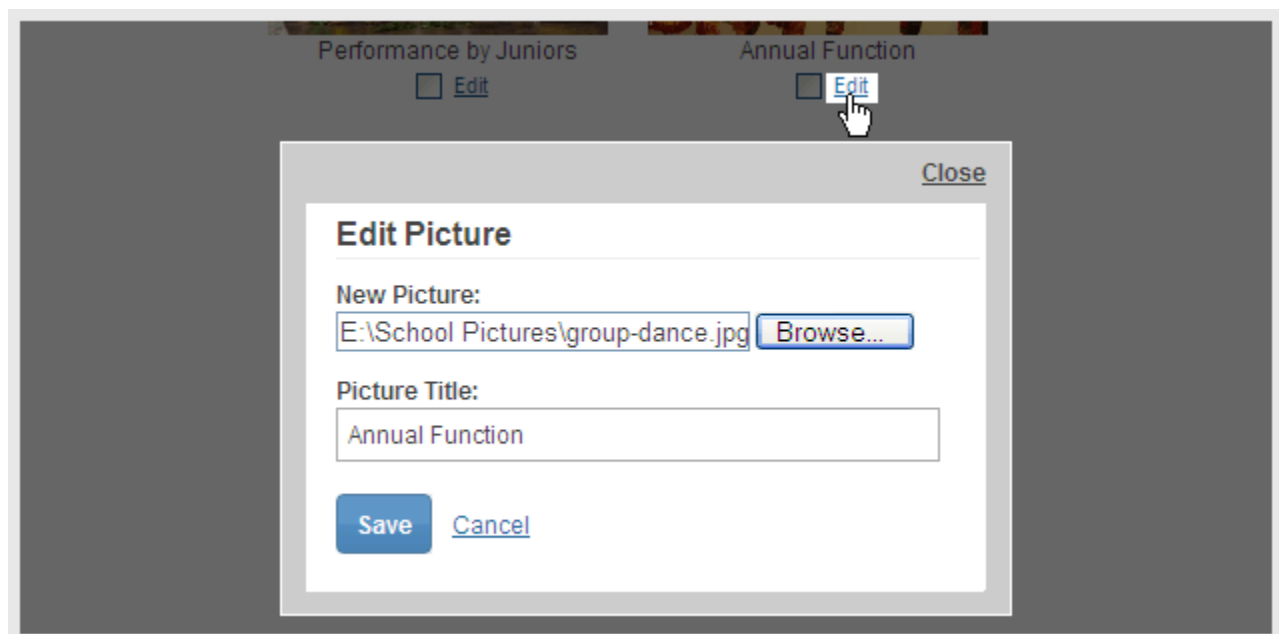 Performance by Juniors Annual Function
Edit Edit
Close
Edit Picture
New Picture:
E:\School Pictures\group-dance.jpg Browse...
Picture Title:
Annual Function
Save Cancel